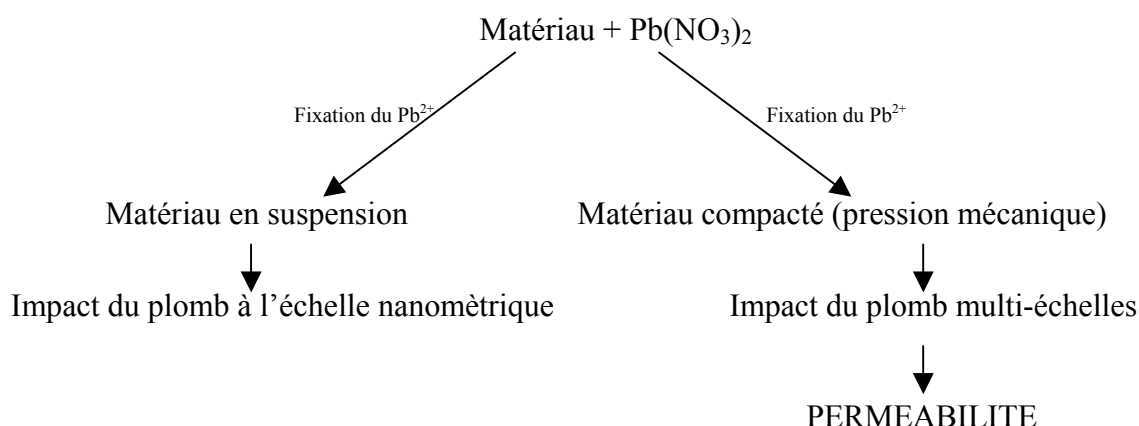 Matériau + Pb(NO₃)₂
Fixation du Pb²⁺
Fixation du Pb²⁺
Matériau en suspension
Matériau compacté (pression mécanique)
Impact du plomb à l'échelle nanomètrique
Impact du plomb multi-échelles
PERMEABILITE